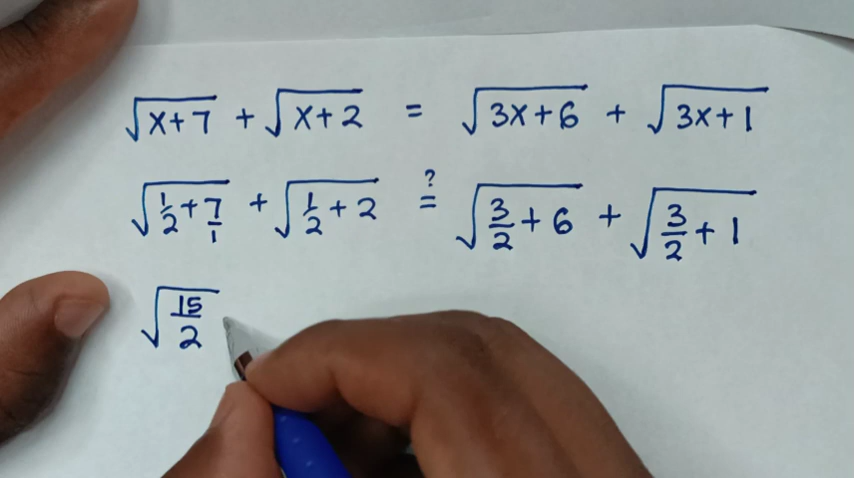 √(x+7) + √(x+2) = √(3x+6) + √(3x+1)
√(1/2 + 7/1) + √(1/2 + 2) ?= √(3/2 + 6) + √(3/2 + 1)
√(15/2)